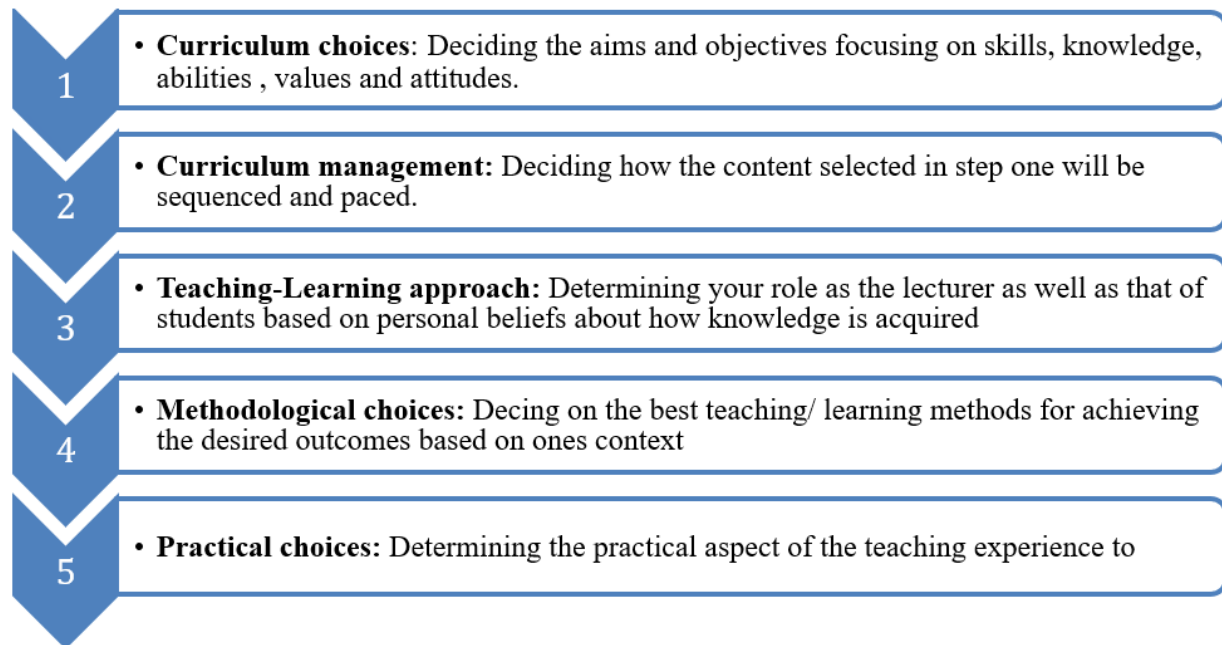 1
• Curriculum choices: Deciding the aims and objectives focusing on skills, knowledge,
abilities , values and attitudes.
2
• Curriculum management: Deciding how the content selected in step one will be
sequenced and paced.
3
• Teaching-Learning approach: Determining your role as the lecturer as well as that of
students based on personal beliefs about how knowledge is acquired
4
• Methodological choices: Decing on the best teaching/ learning methods for achieving
the desired outcomes based on ones context
5
• Practical choices: Determining the practical aspect of the teaching experience to